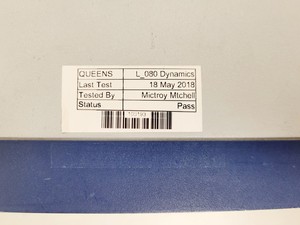 QUEENS L_080 Dynamics
Last Test 18 May 2018
Tested By Mictroy Mtchell
Status Pass